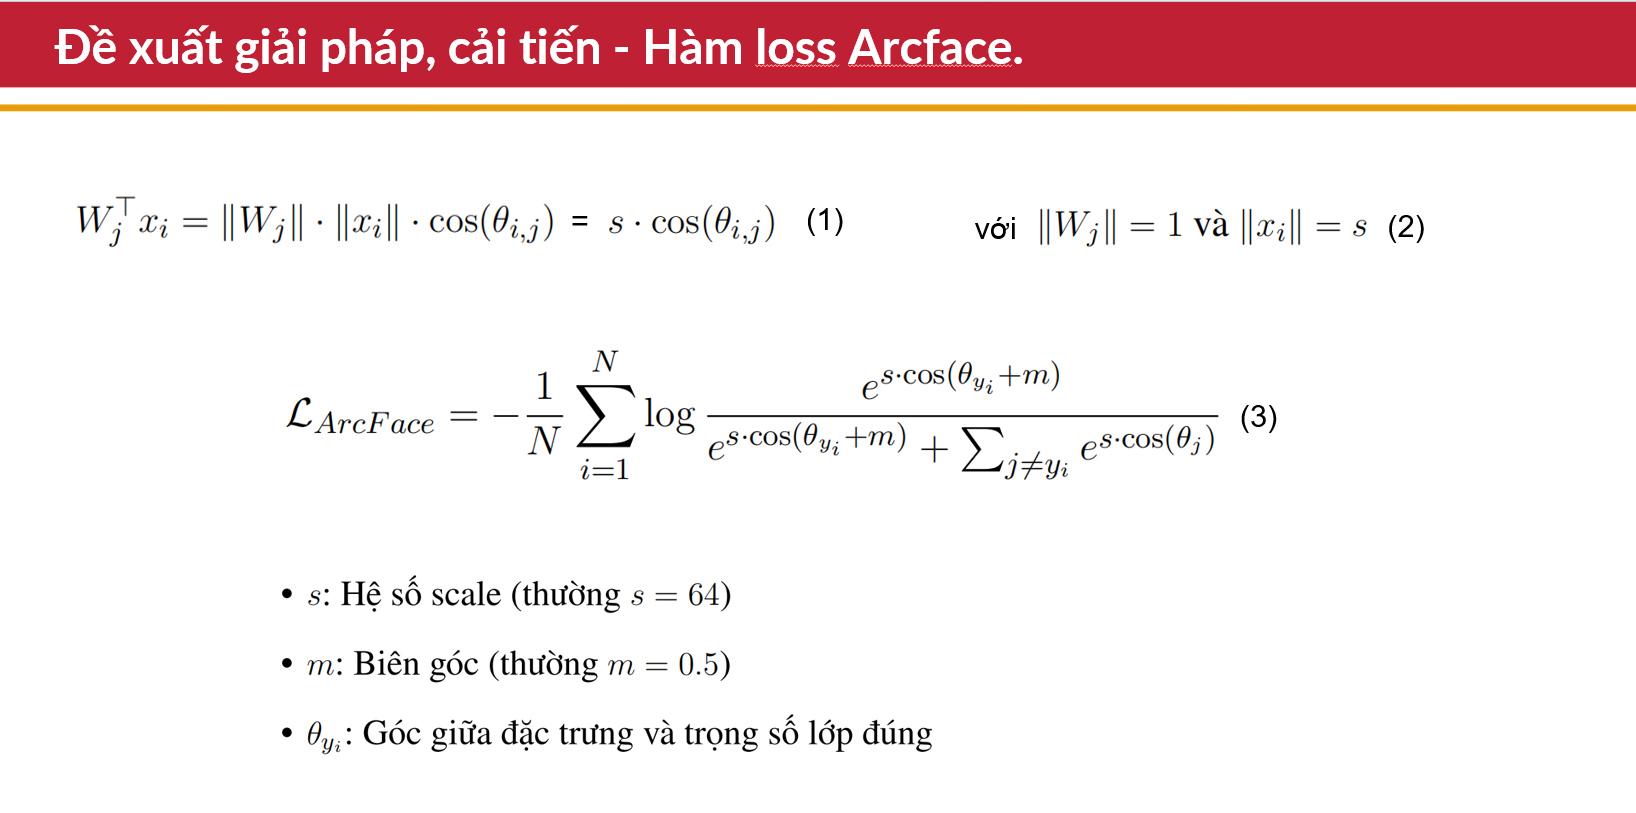 Đề xuất giải pháp, cải tiến - Hàm loss Arcface.
$W_j^\top x_i = \|W_j\| \cdot \|x_i\| \cdot \cos(\theta_{i,j}) = s \cdot \cos(\theta_{i,j})$ (1) với $\|W_j\| = 1$ và $\|x_i\| = s$ (2)
$\mathcal{L}_{ArcFace} = -\frac{1}{N} \sum_{i=1}^{N} \log \frac{e^{s \cdot \cos(\theta_{y_i} + m)}}{e^{s \cdot \cos(\theta_{y_i} + m)} + \sum_{j \neq y_i} e^{s \cdot \cos(\theta_j)}}$ (3)
• $s$: Hệ số scale (thường $s = 64$)
• $m$: Biên góc (thường $m = 0.5$)
• $\theta_{y_i}$: Góc giữa đặc trưng và trọng số lớp đúng